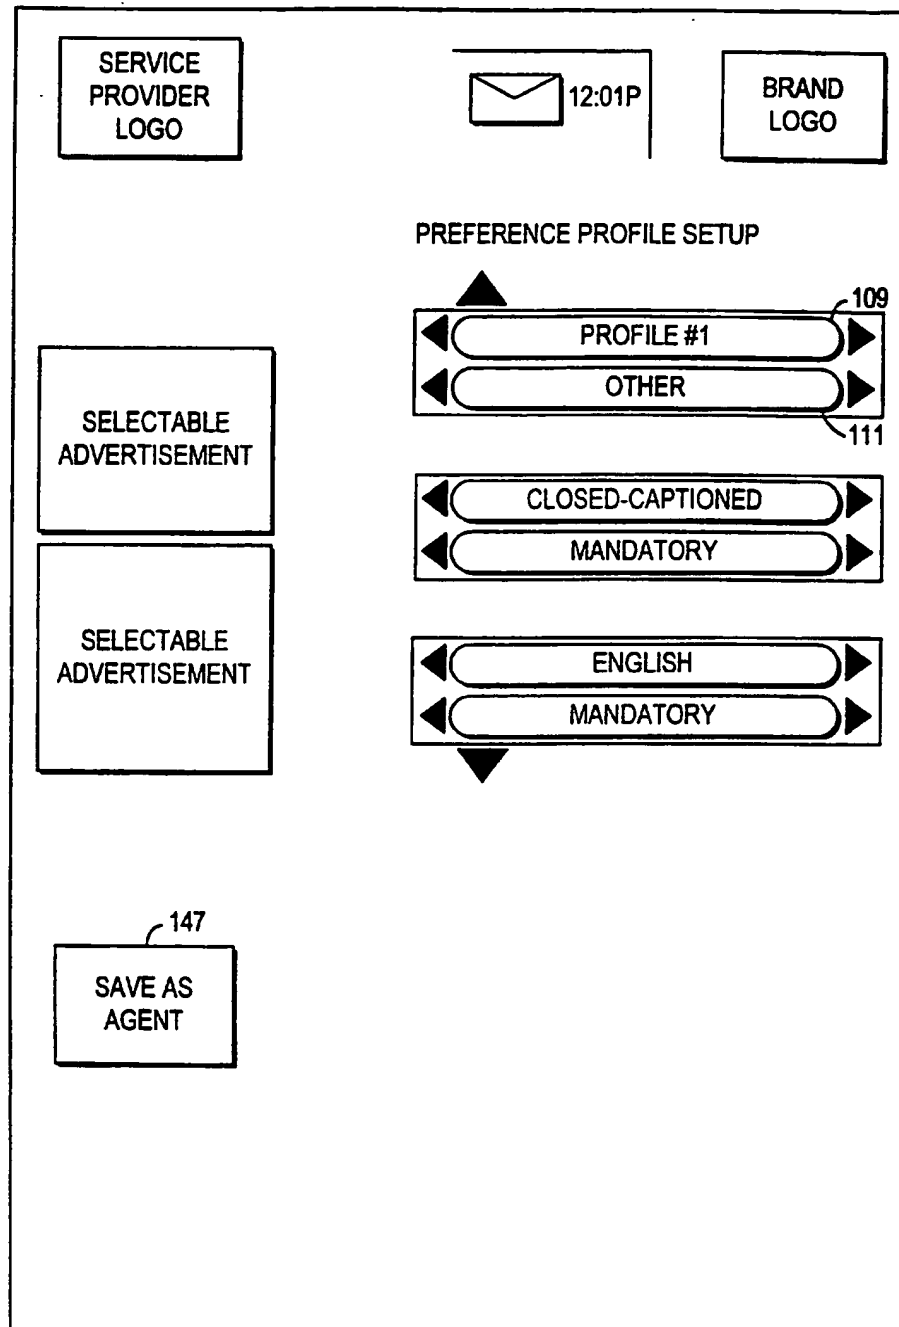 SERVICE
PROVIDER
LOGO
12:01P
BRAND
LOGO
PREFERENCE PROFILE SETUP
109
PROFILE #1
OTHER
111
SELECTABLE
ADVERTISEMENT
CLOSED-CAPTIONED
MANDATORY
SELECTABLE
ADVERTISEMENT
ENGLISH
MANDATORY
147
SAVE AS
AGENT